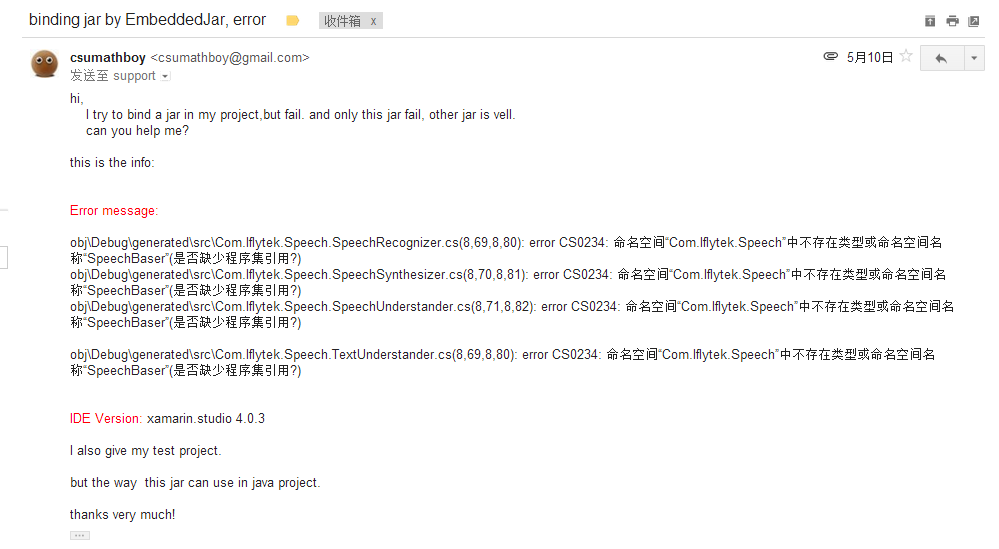 binding jar by EmbeddedJar, error 收件箱 x
csumathboy <csumathboy@gmail.com> 5月10日
发送至 support
hi,
I try to bind a jar in my project,but fail. and only this jar fail, other jar is vell.
can you help me?
this is the info:
Error message:
obj\Debug\generated\src\Com.Iflytek.Speech.SpeechRecognizer.cs(8,69,8,80): error CS0234: 命名空间“Com.Iflytek.Speech”中不存在类型或命名空间名
称“SpeechBaser”(是否缺少程序集引用?)
obj\Debug\generated\src\Com.Iflytek.Speech.SpeechSynthesizer.cs(8,70,8,81): error CS0234: 命名空间“Com.Iflytek.Speech”中不存在类型或命名空间名
称“SpeechBaser”(是否缺少程序集引用?)
obj\Debug\generated\src\Com.Iflytek.Speech.SpeechUnderstander.cs(8,71,8,82): error CS0234: 命名空间“Com.Iflytek.Speech”中不存在类型或命名空间名
称“SpeechBaser”(是否缺少程序集引用?)
obj\Debug\generated\src\Com.Iflytek.Speech.TextUnderstander.cs(8,69,8,80): error CS0234: 命名空间“Com.Iflytek.Speech”中不存在类型或命名空间名
称“SpeechBaser”(是否缺少程序集引用?)
IDE Version: xamarin.studio 4.0.3
I also give my test project.
but the way this jar can use in java project.
thanks very much!